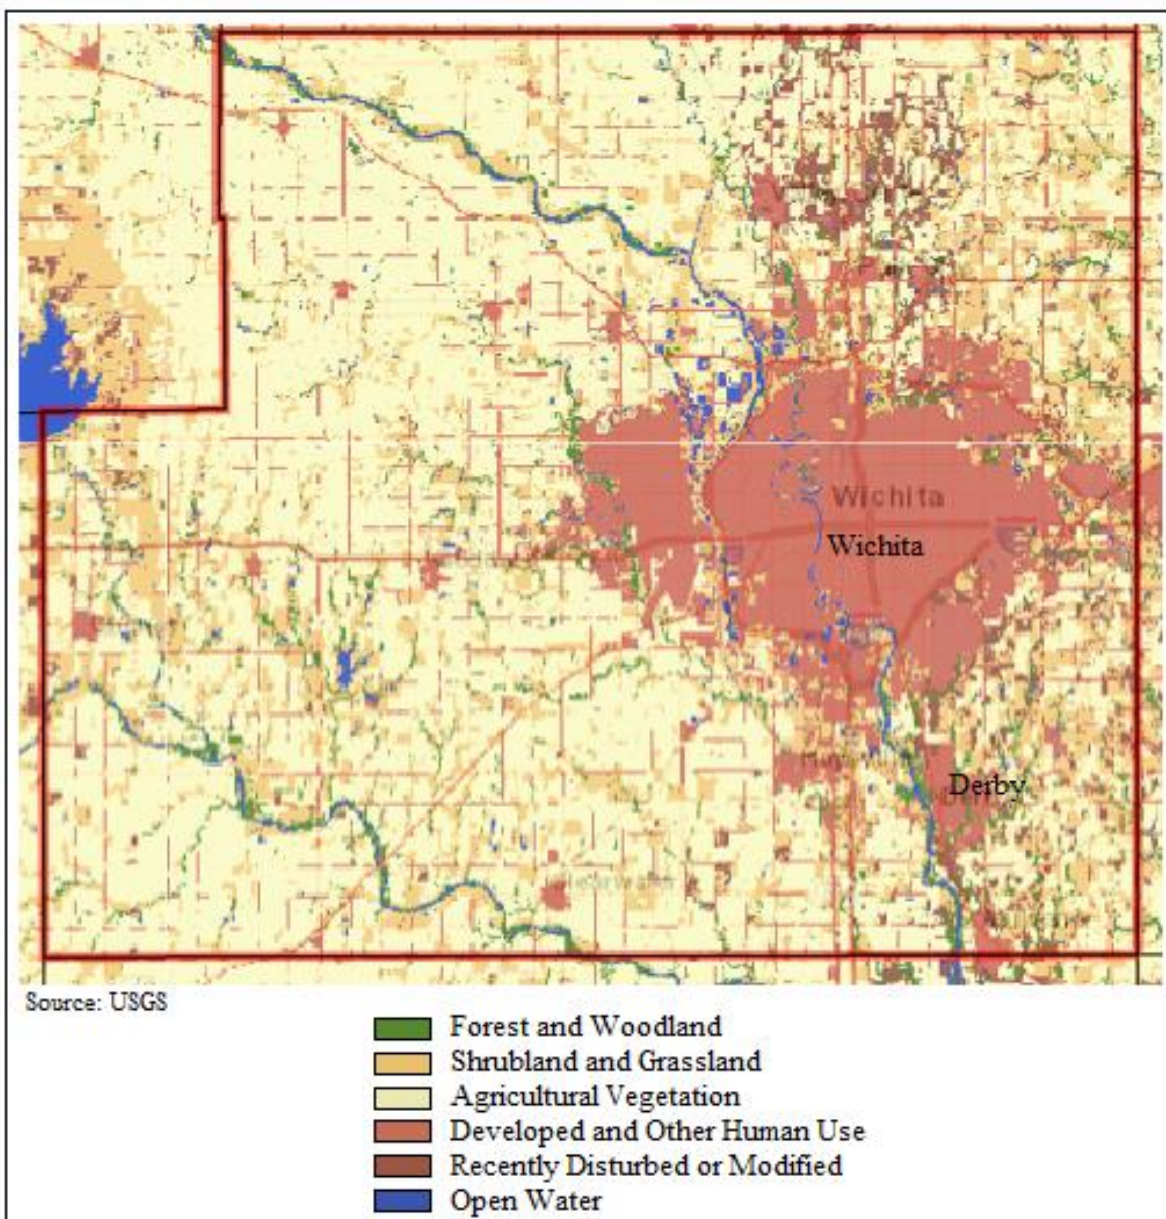 Wichita
Wichita
Derby
Source: USGS
Forest and Woodland
Shrubland and Grassland
Agricultural Vegetation
Developed and Other Human Use
Recently Disturbed or Modified
Open Water